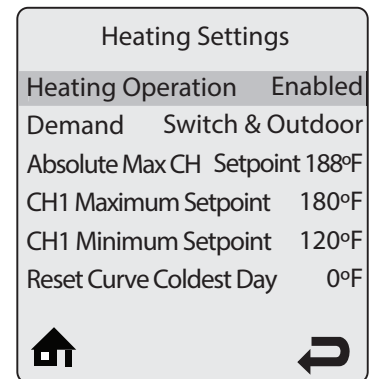 Heating Settings
Heating Operation Enabled
Demand Switch & Outdoor
Absolute Max CH Setpoint 188ºF
CH1 Maximum Setpoint 180ºF
CH1 Minimum Setpoint 120ºF
Reset Curve Coldest Day 0ºF